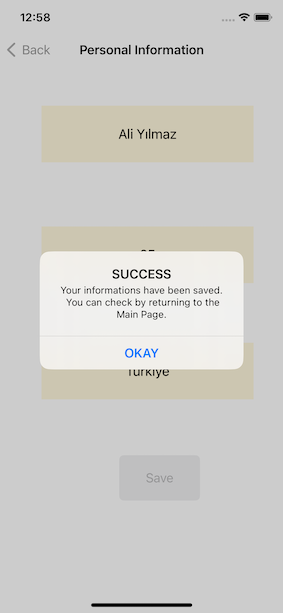 12:58
Back
Personal Information
Ali Yılmaz
SUCCESS
Your informations have been saved.
You can check by returning to the
Main Page.
OKAY
Türkiye
Save